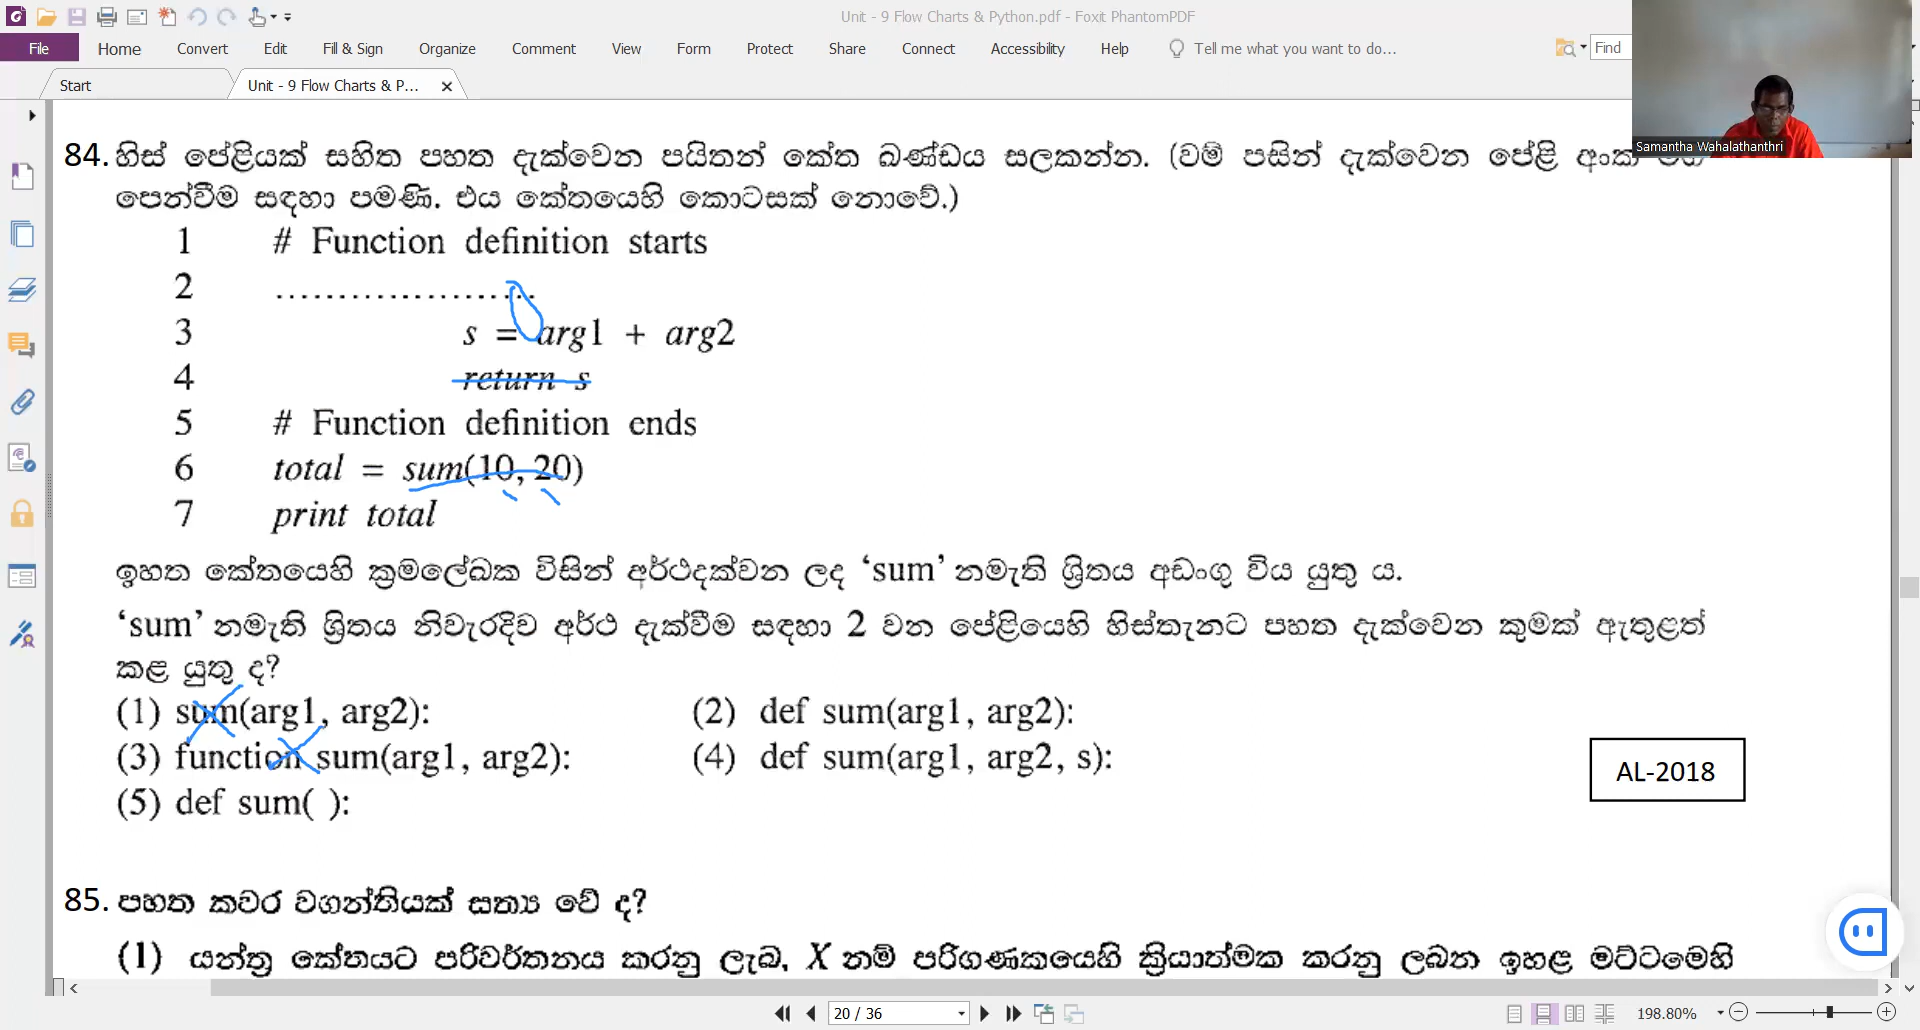 Unit - 9 Flow Charts & Python.pdf - Foxit PhantomPDF
File Home Convert Edit Fill & Sign Organize Comment View Form Protect Share Connect Accessibility Help Tell me what you want to do... Find
Start Unit - 9 Flow Charts & P...
Samantha Wahalathanthri
84. හිස් පේළියක් සහිත පහත දැක්වෙන පයිතන් කේත ඛණ්ඩය සලකන්න. (වම් පසින් දැක්වෙන පේළි අංක
පෙන්වීම සඳහා පමණි. එය කේතයෙහි කොටසක් නොවේ.)
1 # Function definition starts
2 .....................
3 s = arg1 + arg2
4 return s
5 # Function definition ends
6 total = sum(10, 20)
7 print total
ඉහත කේතයෙහි ක්‍රමලේඛක විසින් අර්ථදක්වන ලද ‘sum’ නමැති ශ්‍රිතය අඩංගු විය යුතු ය.
‘sum’ නමැති ශ්‍රිතය නිවැරදිව අර්ථ දැක්වීම සඳහා 2 වන පේළියෙහි හිස්තැනට පහත දැක්වෙන කුමක් ඇතුළත්
කළ යුතු ද?
(1) sum(arg1, arg2): (2) def sum(arg1, arg2):
(3) function sum(arg1, arg2): (4) def sum(arg1, arg2, s):
(5) def sum( ):
AL-2018
85. පහත කවර වගන්තියක් සත්‍ය වේ ද?
(1) යන්ත්‍ර කේතයට පරිවර්තනය කරනු ලැබ, X නම් පරිගණකයෙහි ක්‍රියාත්මක කරනු ලබන ඉහළ මට්ටමෙහි
20 / 36 198.80%